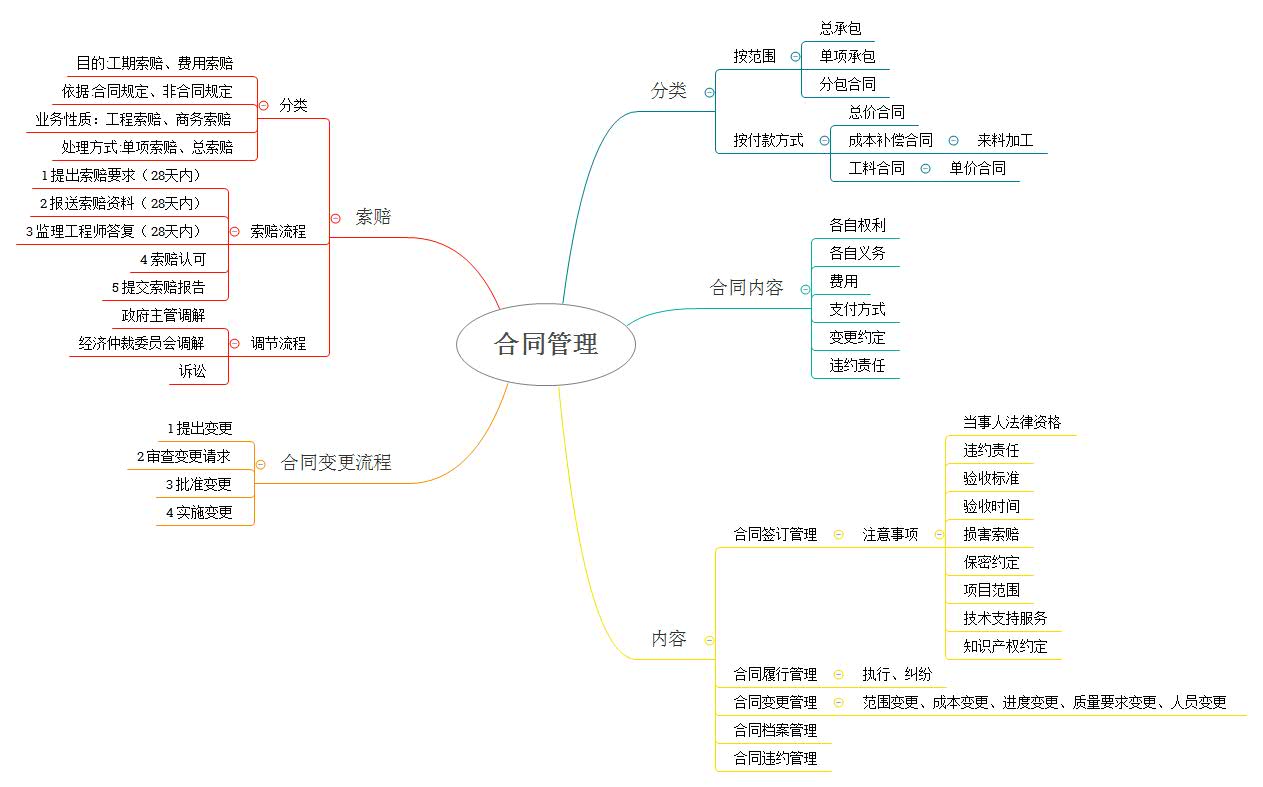 合同管理
分类
按范围
总承包
单项承包
分包合同
按付款方式
总价合同
成本补偿合同
来料加工
工料合同
单价合同
合同内容
各自权利
各自义务
费用
支付方式
变更约定
违约责任
内容
合同签订管理
注意事项
当事人法律资格
违约责任
验收标准
验收时间
损害索赔
保密约定
项目范围
技术支持服务
知识产权约定
合同履行管理
执行、纠纷
合同变更管理
范围变更、成本变更、进度变更、质量要求变更、人员变更
合同档案管理
合同违约管理
索赔
分类
目的:工期索赔、费用索赔
依据:合同规定、非合同规定
业务性质：工程索赔、商务索赔
处理方式:单项索赔、总索赔
索赔流程
1提出索赔要求（28天内）
2报送索赔资料（28天内）
3监理工程师答复（28天内）
4索赔认可
5提交索赔报告
调节流程
政府主管调解
经济仲裁委员会调解
诉讼
合同变更流程
1提出变更
2审查变更请求
3批准变更
4实施变更